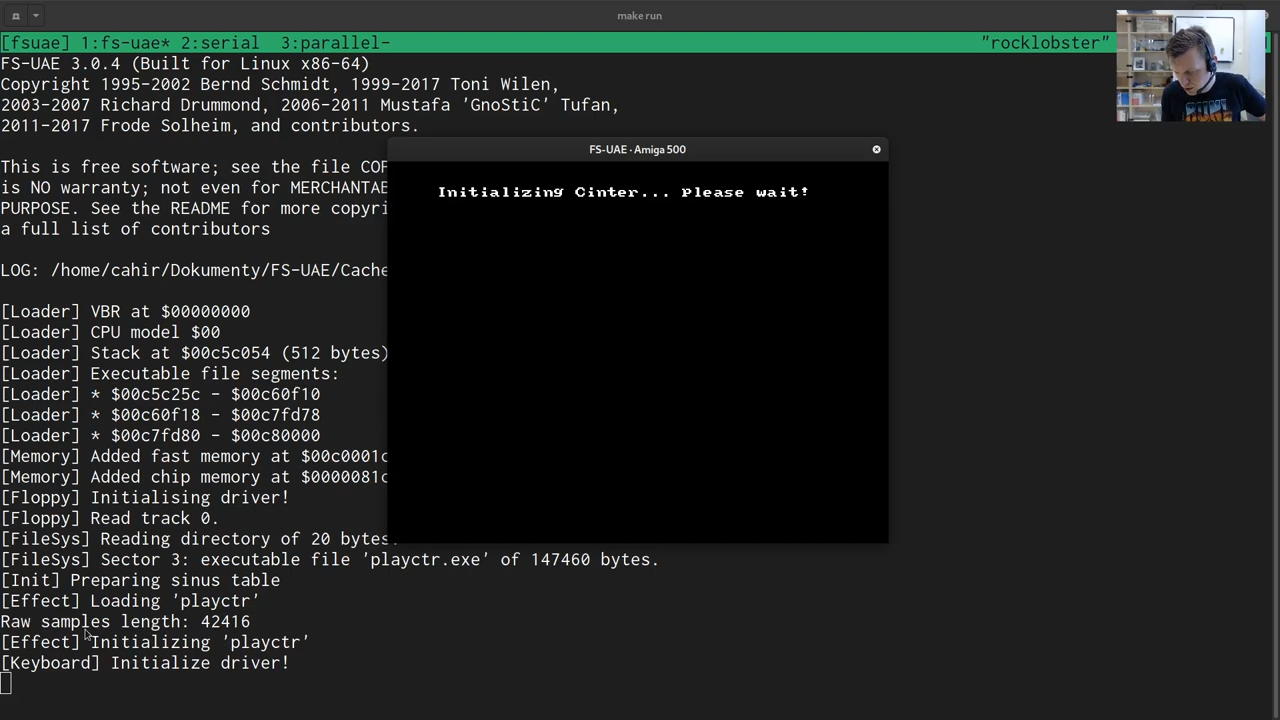 make run
[fsuae] 1:fs-uae* 2:serial  3:parallel-    "rocklobster"
FS-UAE 3.0.4 (Built for Linux x86-64)
Copyright 1995-2002 Bernd Schmidt, 1999-2017 Toni Wilen,
2003-2007 Richard Drummond, 2006-2011 Mustafa 'GnoStiC' Tufan,
2011-2017 Frode Solheim, and contributors.
FS-UAE · Amiga 500
This is free software; see the file COP
Initializing Cinter... Please wait!
is NO warranty; not even for MERCHANTAB
PURPOSE. See the README for more copyri
a full list of contributors
LOG: /home/cahir/Dokumenty/FS-UAE/Cache
[Loader] VBR at $00000000
[Loader] CPU model $00
[Loader] Stack at $00c5c054 (512 bytes)
[Loader] Executable file segments:
[Loader] * $00c5c25c - $00c60f10
[Loader] * $00c60f18 - $00c7fd78
[Loader] * $00c7fd80 - $00c80000
[Memory] Added fast memory at $00c0001c
[Memory] Added chip memory at $0000081c
[Floppy] Initialising driver!
[Floppy] Read track 0.
[FileSys] Reading directory of 20 bytes.
[FileSys] Sector 3: executable file 'playctr.exe' of 147460 bytes.
[Init] Preparing sinus table
[Effect] Loading 'playctr'
Raw samples length: 42416
[Effect] Initializing 'playctr'
[Keyboard] Initialize driver!